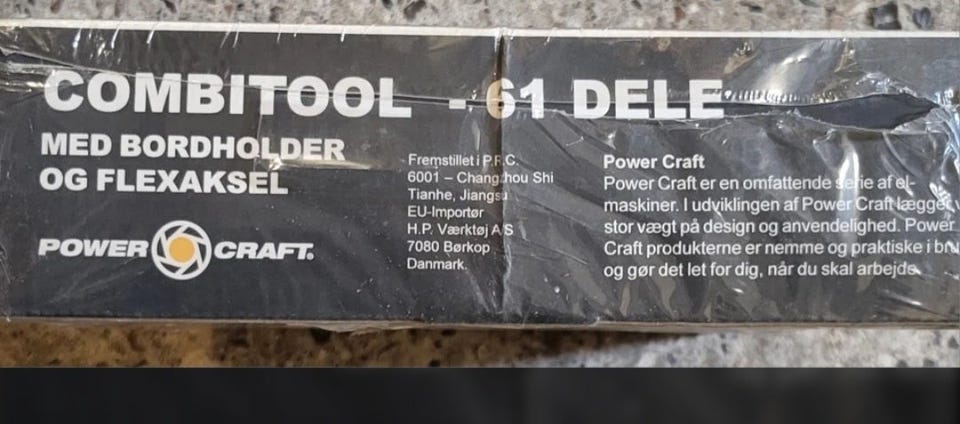 COMBITOOL - 61 DELE
MED BORDHOLDER
OG FLEXAKSEL
POWER CRAFT.
Fremstillet i P.R.C.
6001 – Changzhou Shi
Tianhe, Jiangsu
EU-Importør
H.P. Værktøj A/S
7080 Børkop
Danmark.
Power Craft
Power Craft er en omfattende serie af el-
maskiner. I udviklingen af Power Craft lægger v
stor vægt på design og anvendelighed. Power
Craft produkterne er nemme og praktiske i bru
og gør det let for dig, når du skal arbejde.